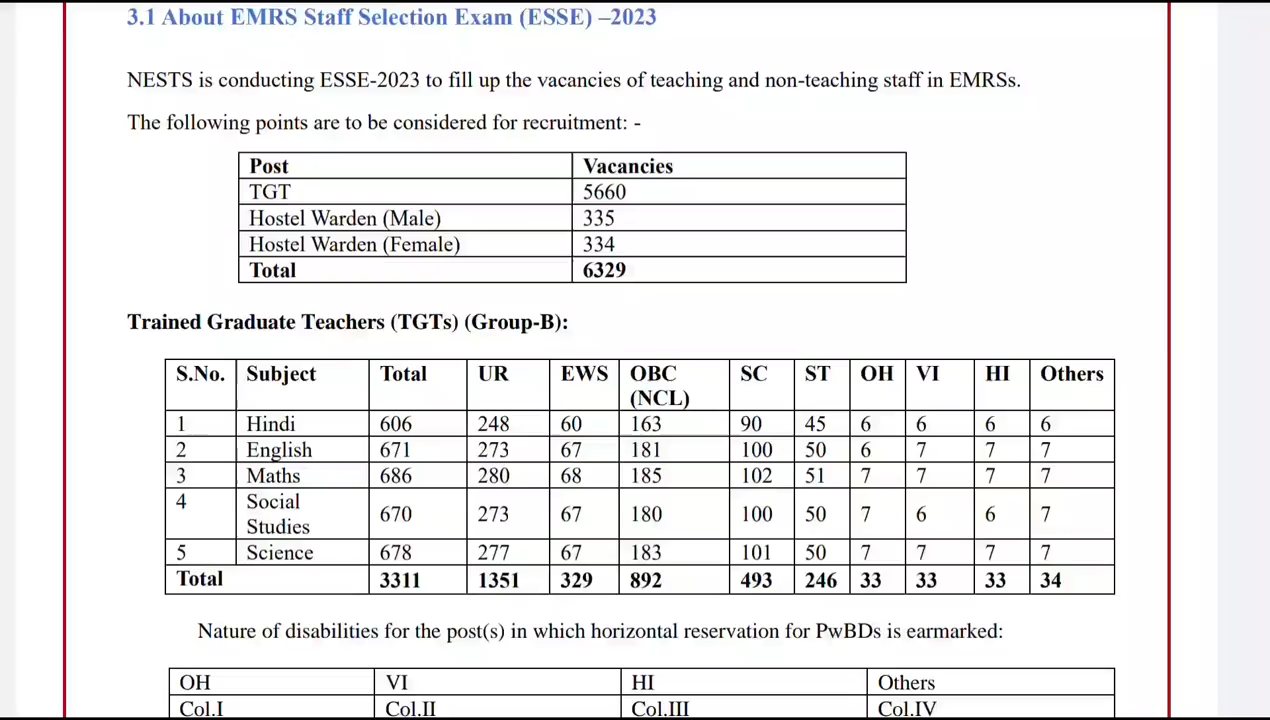 3.1 About EMRS Staff Selection Exam (ESSE) –2023
NESTS is conducting ESSE-2023 to fill up the vacancies of teaching and non-teaching staff in EMRSs.
The following points are to be considered for recruitment: -
Post Vacancies
TGT 5660
Hostel Warden (Male) 335
Hostel Warden (Female) 334
Total 6329
Trained Graduate Teachers (TGTs) (Group-B):
S.No. Subject Total UR EWS OBC (NCL) SC ST OH VI HI Others
1 Hindi 606 248 60 163 90 45 6 6 6 6
2 English 671 273 67 181 100 50 6 7 7 7
3 Maths 686 280 68 185 102 51 7 7 7 7
4 Social Studies 670 273 67 180 100 50 7 6 6 7
5 Science 678 277 67 183 101 50 7 7 7 7
Total 3311 1351 329 892 493 246 33 33 33 34
Nature of disabilities for the post(s) in which horizontal reservation for PwBDs is earmarked:
OH VI HI Others
Col.I Col.II Col.III Col.IV